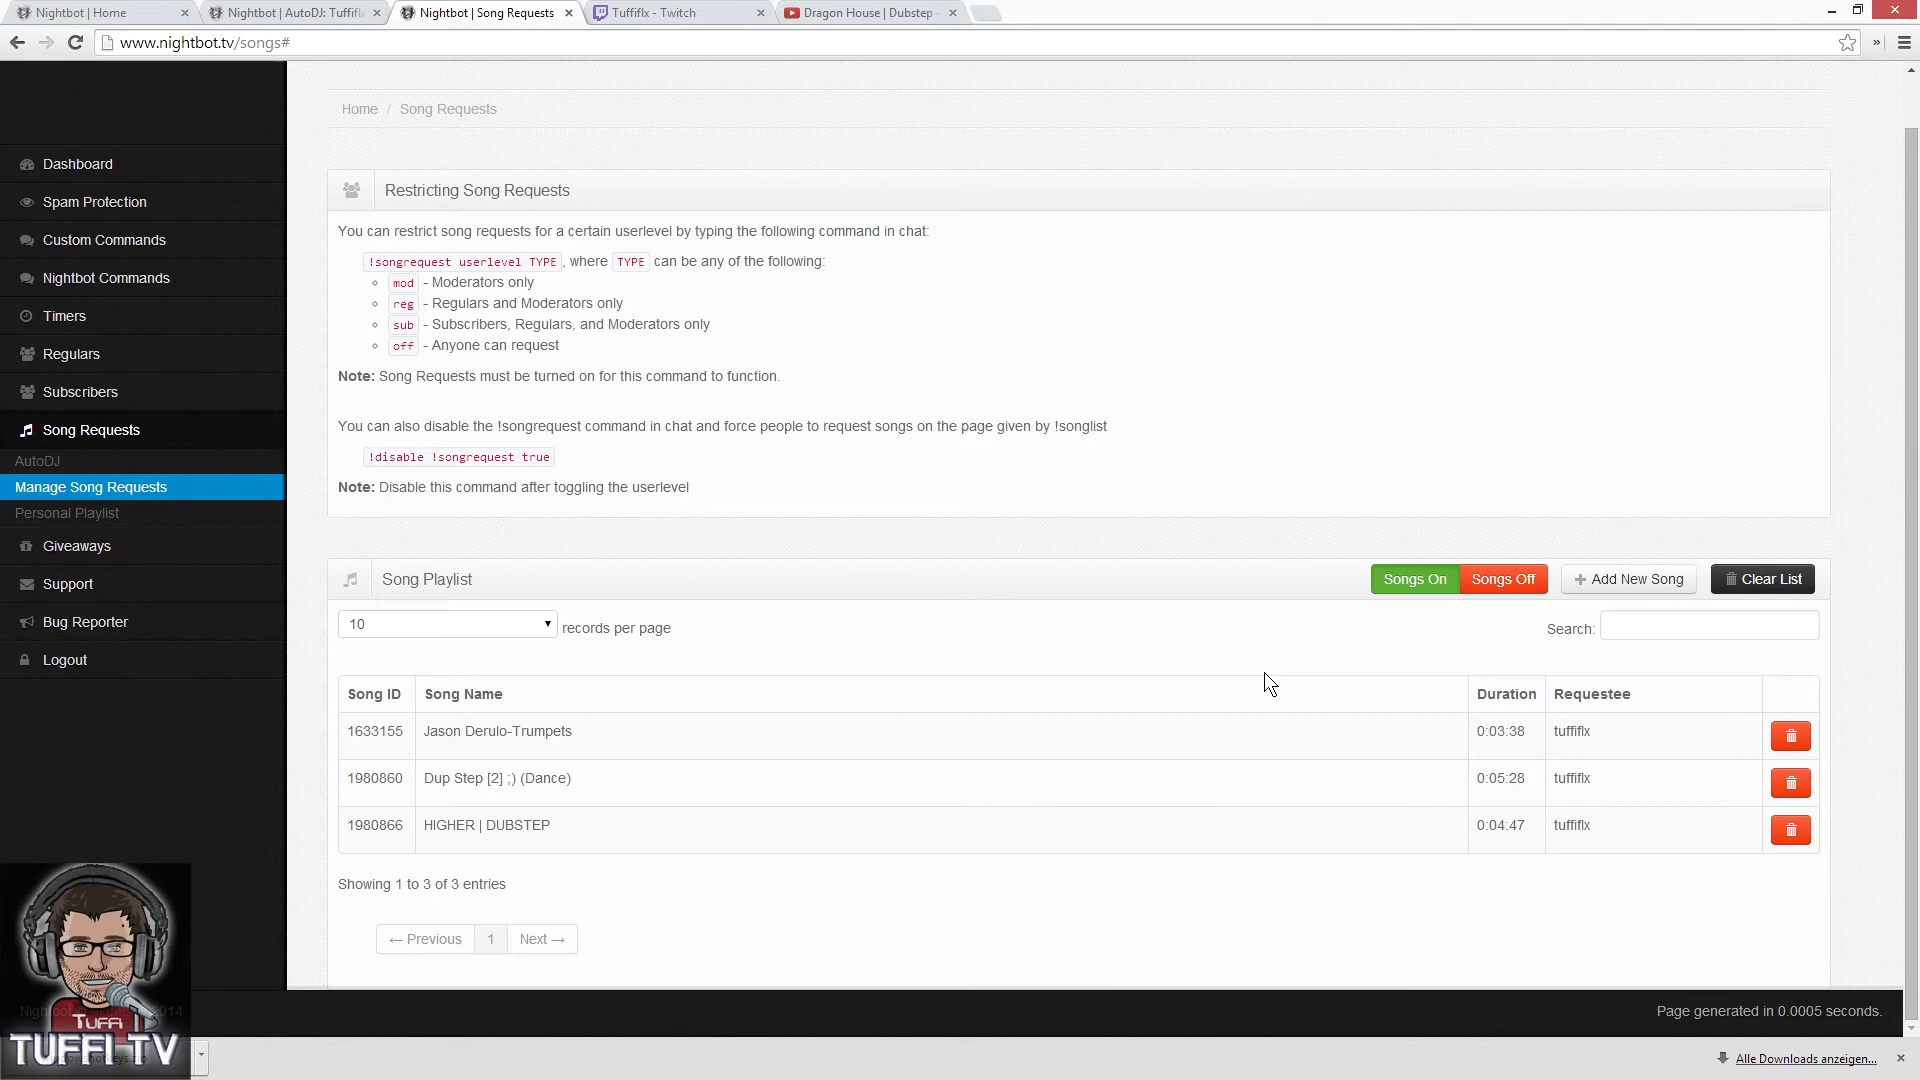 Nightbot | Home
Nightbot | AutoDJ: Tuffifl
Nightbot | Song Requests
Tuffiflx - Twitch
Dragon House | Dubstep -
www.nightbot.tv/songs#
Home / Song Requests
Dashboard
Spam Protection
Custom Commands
Nightbot Commands
Timers
Regulars
Subscribers
Song Requests
AutoDJ
Manage Song Requests
Personal Playlist
Giveaways
Support
Bug Reporter
Logout
Restricting Song Requests
You can restrict song requests for a certain userlevel by typing the following command in chat:
!songrequest userlevel TYPE, where TYPE can be any of the following:
mod - Moderators only
reg - Regulars and Moderators only
sub - Subscribers, Regulars, and Moderators only
off - Anyone can request
Note: Song Requests must be turned on for this command to function.
You can also disable the !songrequest command in chat and force people to request songs on the page given by !songlist
!disable !songrequest true
Note: Disable this command after toggling the userlevel
Song Playlist
Songs On Songs Off + Add New Song Clear List
10 records per page
Search:
Song ID Song Name Duration Requestee
1633155 Jason Derulo-Trumpets 0:03:38 tuffiflx
1980860 Dup Step [2] ;) (Dance) 0:05:28 tuffiflx
1980866 HIGHER | DUBSTEP 0:04:47 tuffiflx
Showing 1 to 3 of 3 entries
← Previous 1 Next →
Page generated in 0.0005 seconds.
TUFFI
TUFFI TV
Alle Downloads anzeigen...